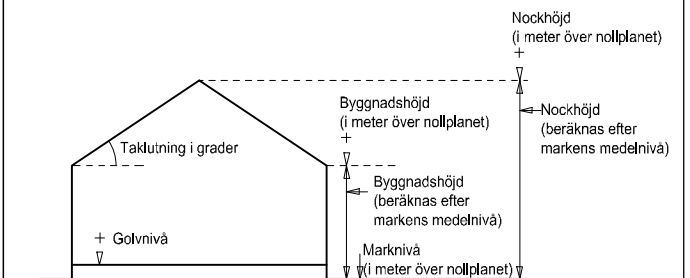 Nockhöjd
(i meter över nollplanet)
+
Byggnadshöjd
(i meter över nollplanet)
+
Nockhöjd
(beräknas efter
markens medelnivå)
Taklutning i grader
Byggnadshöjd
(beräknas efter
markens medelnivå)
+ Golvnivå
Marknivå
(i meter över nollplanet)